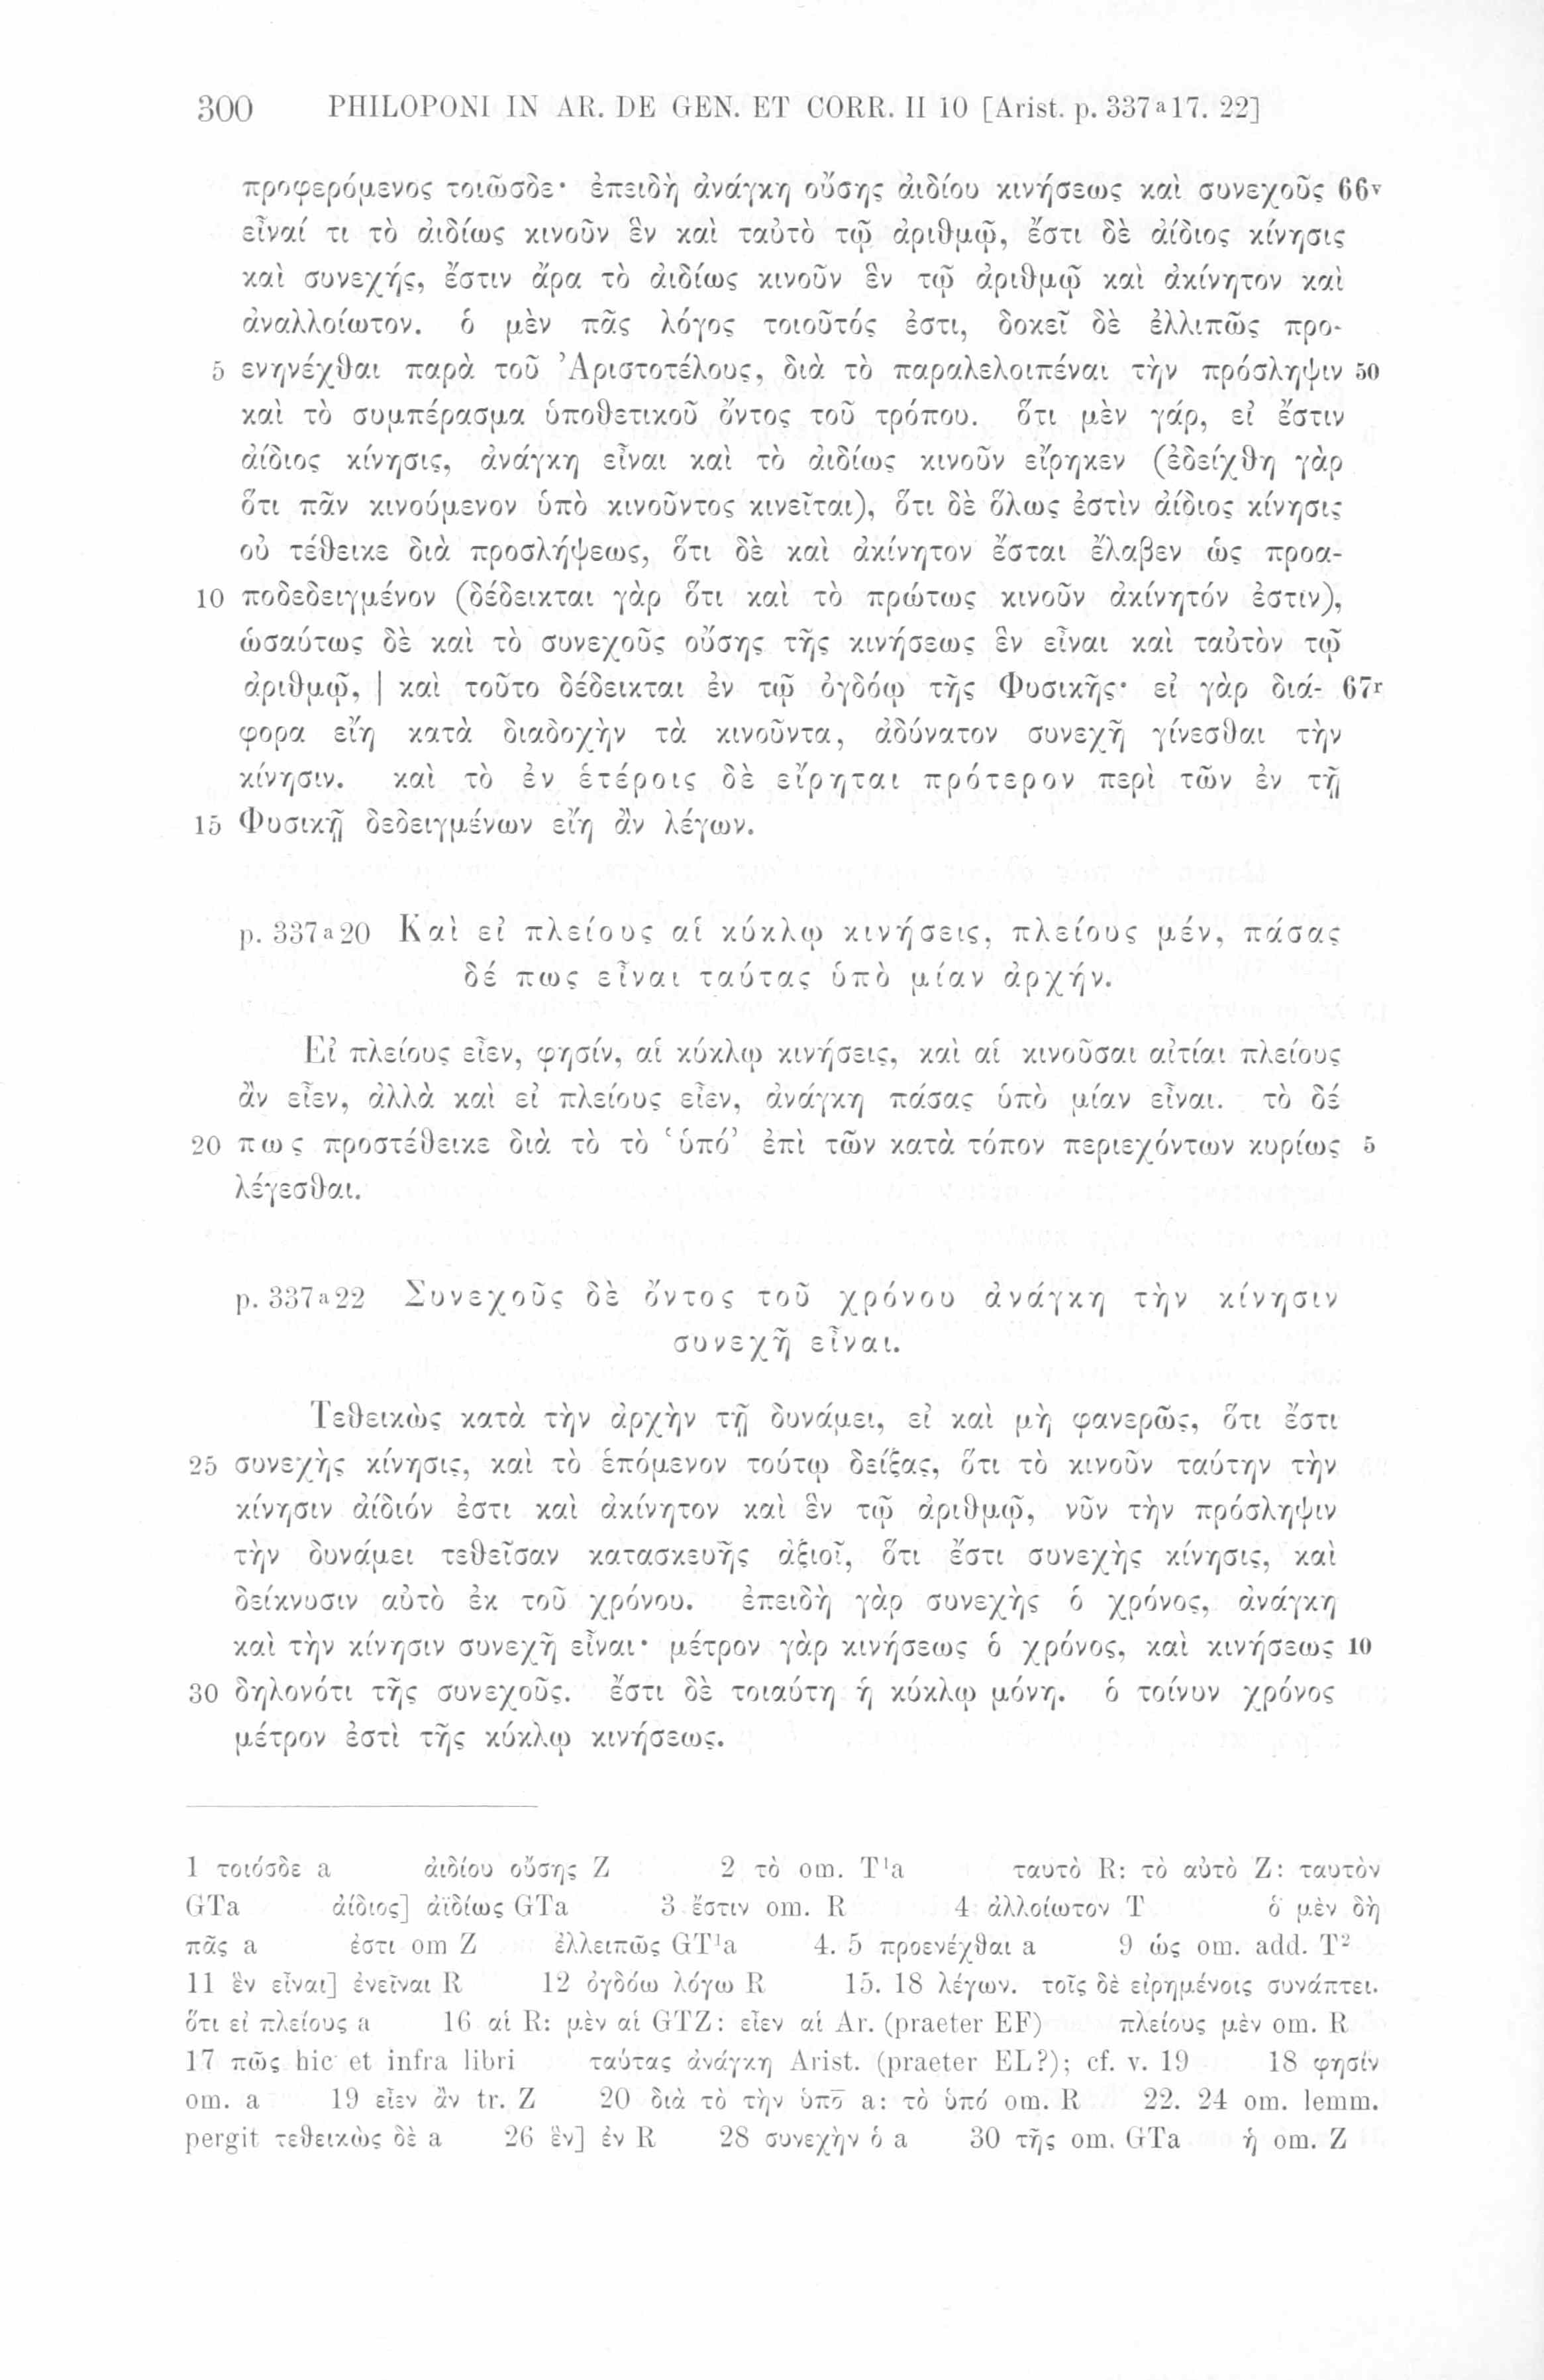 300 PHILOPONI IN AR. DE GEN. ET CORR. II 10 [Arist. p. 337ᵃ17. 22]
προφερόμενος τοιῶσδε· ἐπειδὴ ἀνάγκη οὔσης ἀιδίου κινήσεως καὶ συνεχοῦς 66ᵛ
εἶναί τι τὸ ἀιδίως κινοῦν ἓν καὶ ταὐτὸ τῷ ἀριθμῷ, ἔστι δὲ ἀίδιος κίνησις
καὶ συνεχής, ἔστιν ἄρα τὸ ἀιδίως κινοῦν ἓν τῷ ἀριθμῷ καὶ ἀκίνητον καὶ
ἀναλλοίωτον. ὁ μὲν πᾶς λόγος τοιοῦτός ἐστι, δοκεῖ δὲ ἐλλιπῶς προ-
5 ενηνέχθαι παρὰ τοῦ Ἀριστοτέλους, διὰ τὸ παραλελοιπέναι τὴν πρόσληψιν 50
καὶ τὸ συμπέρασμα ὑποθετικοῦ ὄντος τοῦ τρόπου. ὅτι μὲν γάρ, εἰ ἔστιν
ἀίδιος κίνησις, ἀνάγκη εἶναι καὶ τὸ ἀιδίως κινοῦν εἴρηκεν (ἐδείχθη γὰρ
ὅτι πᾶν κινούμενον ὑπὸ κινοῦντος κινεῖται), ὅτι δὲ ὅλως ἐστὶν ἀίδιος κίνησις
οὐ τέθεικε διὰ προσλήψεως, ὅτι δὲ καὶ ἀκίνητον ἔσται ἔλαβεν ὡς προα-
10 ποδεδειγμένον (δέδεικται γὰρ ὅτι καὶ τὸ πρώτως κινοῦν ἀκίνητόν ἐστιν),
ὡσαύτως δὲ καὶ τὸ συνεχοῦς οὔσης τῆς κινήσεως ἓν εἶναι καὶ ταὐτὸν τῷ
ἀριθμῷ, | καὶ τοῦτο δέδεικται ἐν τῷ ὀγδόῳ τῆς Φυσικῆς· εἰ γὰρ διά- 67ʳ
φορα εἴη κατὰ διαδοχὴν τὰ κινοῦντα, ἀδύνατον συνεχῆ γίνεσθαι τὴν
κίνησιν. καὶ τὸ ἐν ἑτέροις δὲ εἴρηται πρότερον περὶ τῶν ἐν τῇ
15 Φυσικῇ δεδειγμένων εἴη ἂν λέγων.
p. 337ᵃ20 Καὶ εἰ πλείους αἱ κύκλῳ κινήσεις, πλείους μέν, πάσας
δέ πως εἶναι ταύτας ὑπὸ μίαν ἀρχήν.
Εἰ πλείους εἶεν, φησίν, αἱ κύκλῳ κινήσεις, καὶ αἱ κινοῦσαι αἰτίαι πλείους
ἂν εἶεν, ἀλλὰ καὶ εἰ πλείους εἶεν, ἀνάγκη πάσας ὑπὸ μίαν εἶναι. τὸ δέ
20 πως προστέθεικε διὰ τὸ τὸ ‘ὑπό’ ἐπὶ τῶν κατὰ τόπον περιεχόντων κυρίως 5
λέγεσθαι.
p. 337ᵃ22 Συνεχοῦς δὲ ὄντος τοῦ χρόνου ἀνάγκη τὴν κίνησιν
συνεχῆ εἶναι.
Τεθεικὼς κατὰ τὴν ἀρχὴν τῇ δυνάμει, εἰ καὶ μὴ φανερῶς, ὅτι ἔστι
25 συνεχὴς κίνησις, καὶ τὸ ἑπόμενον τούτῳ δείξας, ὅτι τὸ κινοῦν ταύτην τὴν
κίνησιν ἀίδιόν ἐστι καὶ ἀκίνητον καὶ ἓν τῷ ἀριθμῷ, νῦν τὴν πρόσληψιν
τὴν δυνάμει τεθεῖσαν κατασκευῆς ἀξιοῖ, ὅτι ἔστι συνεχὴς κίνησις, καὶ
δείκνυσιν αὐτὸ ἐκ τοῦ χρόνου. ἐπειδὴ γὰρ συνεχὴς ὁ χρόνος, ἀνάγκη
καὶ τὴν κίνησιν συνεχῆ εἶναι· μέτρον γὰρ κινήσεως ὁ χρόνος, καὶ κινήσεως 10
30 δηλονότι τῆς συνεχοῦς. ἔστι δὲ τοιαύτη ἡ κύκλῳ μόνη. ὁ τοίνυν χρόνος
μέτρον ἐστὶ τῆς κύκλῳ κινήσεως.
1 τοιόσδε a ἀιδίου οὔσης Z 2 τὸ om. T¹a ταυτὸ R: τὸ αὐτὸ Z: ταυτὸν
GTa ἀίδιος] ἀϊδίως GTa 3 ἔστιν om. R 4 ἀλλοίωτον T ὁ μὲν δὴ
πᾶς a ἐστι om Z ἐλλειπῶς GT¹a 4. 5 προενέχθαι a 9 ὡς om. add. T²
11 ἓν εἶναι] ἐνεῖναι R 12 ὀγδόω λόγω R 15. 18 λέγων. τοῖς δὲ εἰρημένοις συνάπτει.
ὅτι εἰ πλείους a 16 αἱ R: μὲν αἱ GTZ: εἶεν αἱ Ar. (praeter EF) πλείους μὲν om. R
17 πῶς hic et infra libri ταύτας ἀνάγκη Arist. (praeter EL?); cf. v. 19 18 φησίν
om. a 19 εἶεν ἂν tr. Z 20 διὰ τὸ τὴν ὑπὸ a: τὸ ὑπό om. R 22. 24 om. lemm.
pergit τεθεικὼς δὲ a 26 ἓν] ἐν R 28 συνεχὴν ὁ a 30 τῆς om. GTa ἡ om. Z